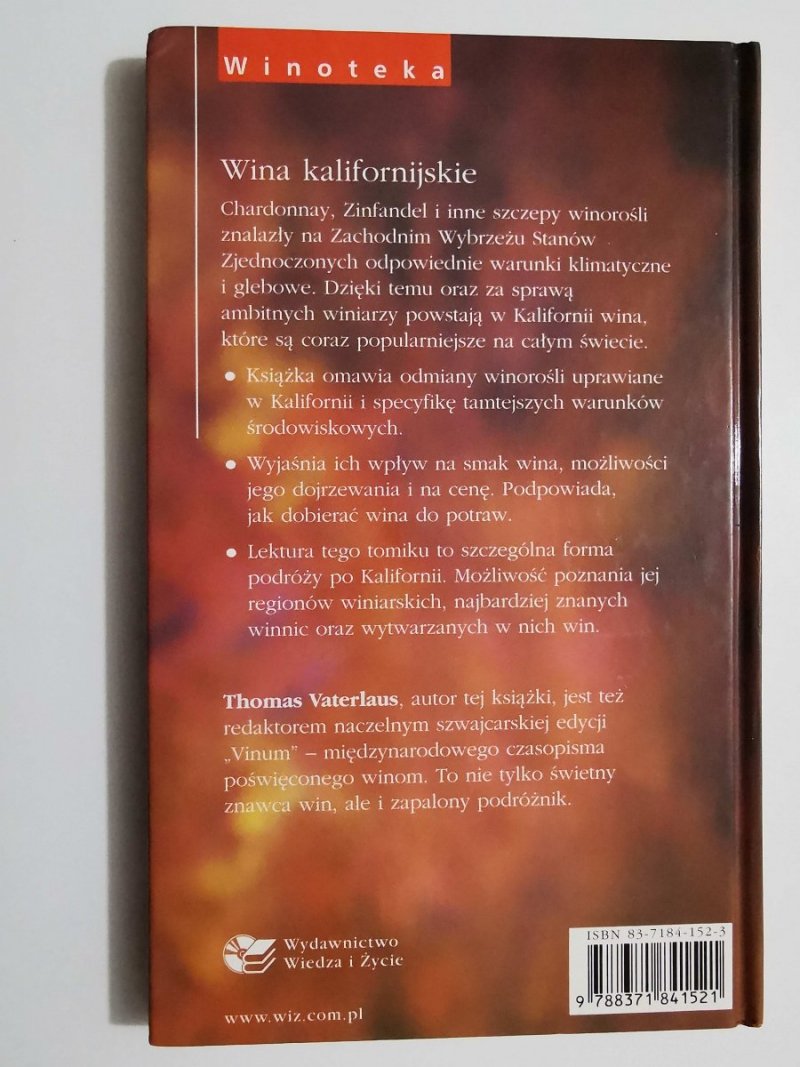 Winoteka
Wina kalifornijskie
Chardonnay, Zinfandel i inne szczepy winorośli
znalazły na Zachodnim Wybrzeżu Stanów
Zjednoczonych odpowiednie warunki klimatyczne
i glebowe. Dzięki temu oraz za sprawą
ambitnych winiarzy powstają w Kalifornii wina,
które są coraz popularniejsze na całym świecie.
● Książka omawia odmiany winorośli uprawiane
w Kalifornii i specyfikę tamtejszych warunków
środowiskowych.
● Wyjaśnia ich wpływ na smak wina, możliwości
jego dojrzewania i na cenę. Podpowiada,
jak dobierać wina do potraw.
● Lektura tego tomiku to szczególna forma
podróży po Kalifornii. Możliwość poznania jej
regionów winiarskich, najbardziej znanych
winnic oraz wytwarzanych w nich win.
Thomas Vaterlaus, autor tej książki, jest też
redaktorem naczelnym szwajcarskiej edycji
„Vinum” – międzynarodowego czasopisma
poświęconego winom. To nie tylko świetny
znawca win, ale i zapalony podróżnik.
Wydawnictwo
Wiedza i Życie
www.wiz.com.pl
ISBN 83-7184-152-3
9 788371 841521